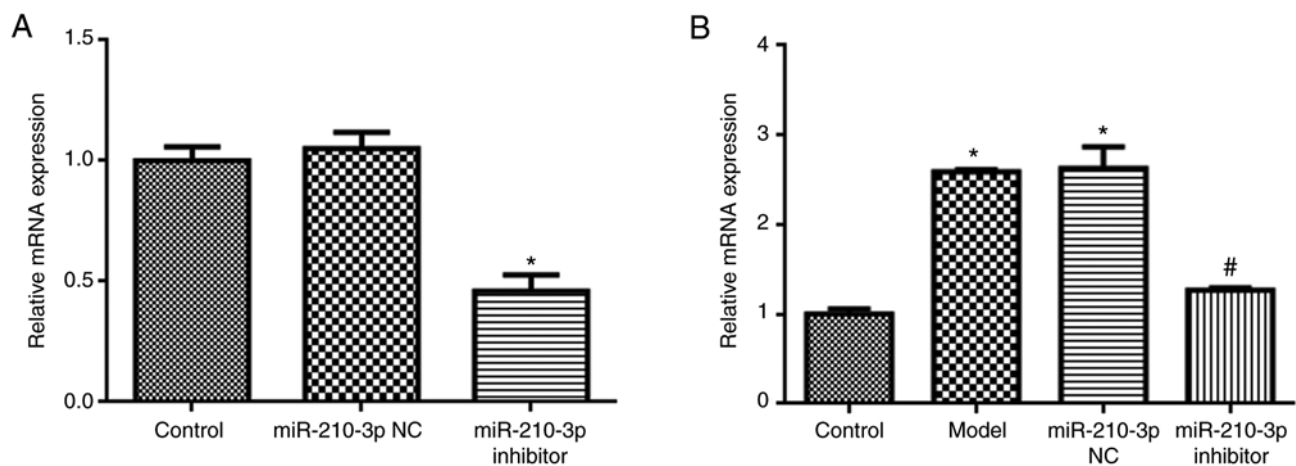 A
Relative mRNA expression
1.5
1.0
0.5
0.0
*
Control
miR-210-3p NC
miR-210-3p
inhibitor
B
Relative mRNA expression
4
3
2
1
0
*
*
#
Control
Model
miR-210-3p
NC
miR-210-3p
inhibitor